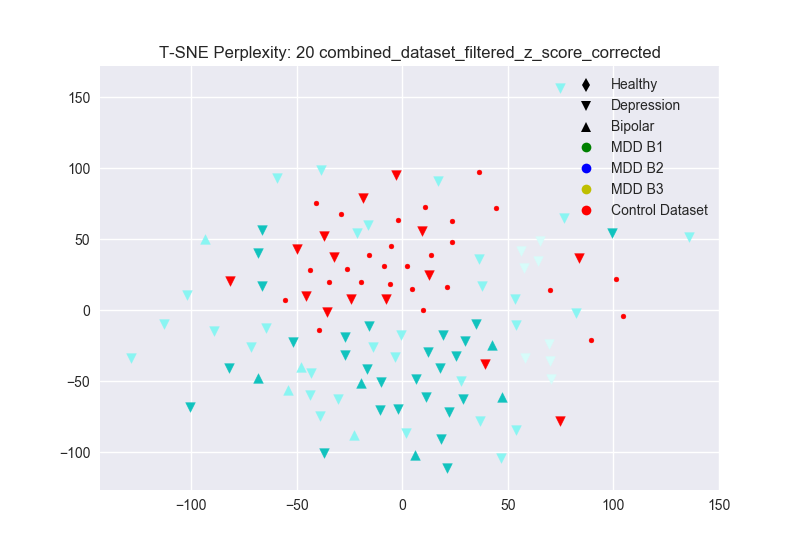 T-SNE Perplexity: 20 combined_dataset_filtered_z_score_corrected
150
100
50
0
−50
−100
−100
−50
0
50
100
150
Healthy
Depression
Bipolar
MDD B1
MDD B2
MDD B3
Control Dataset